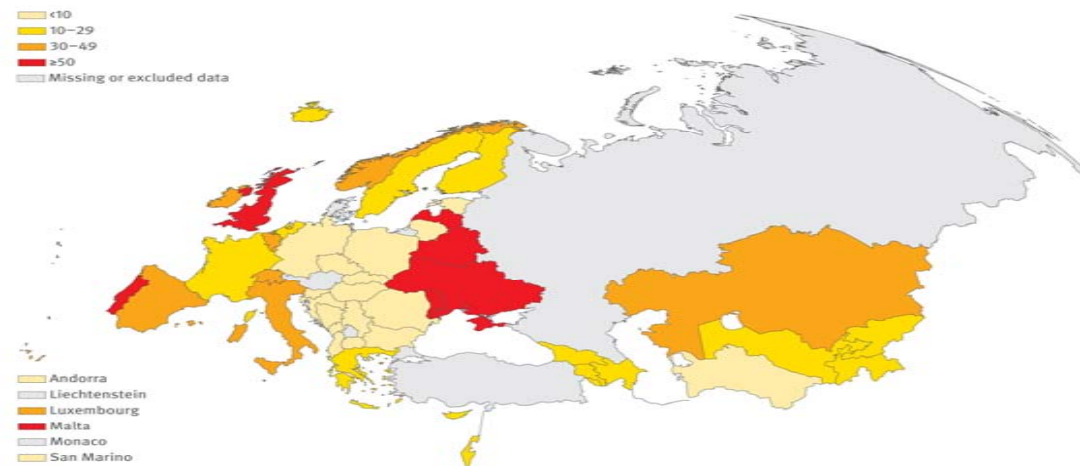 <10
10–29
30–49
≥50
Missing or excluded data
Andorra
Liechtenstein
Luxembourg
Malta
Monaco
San Marino